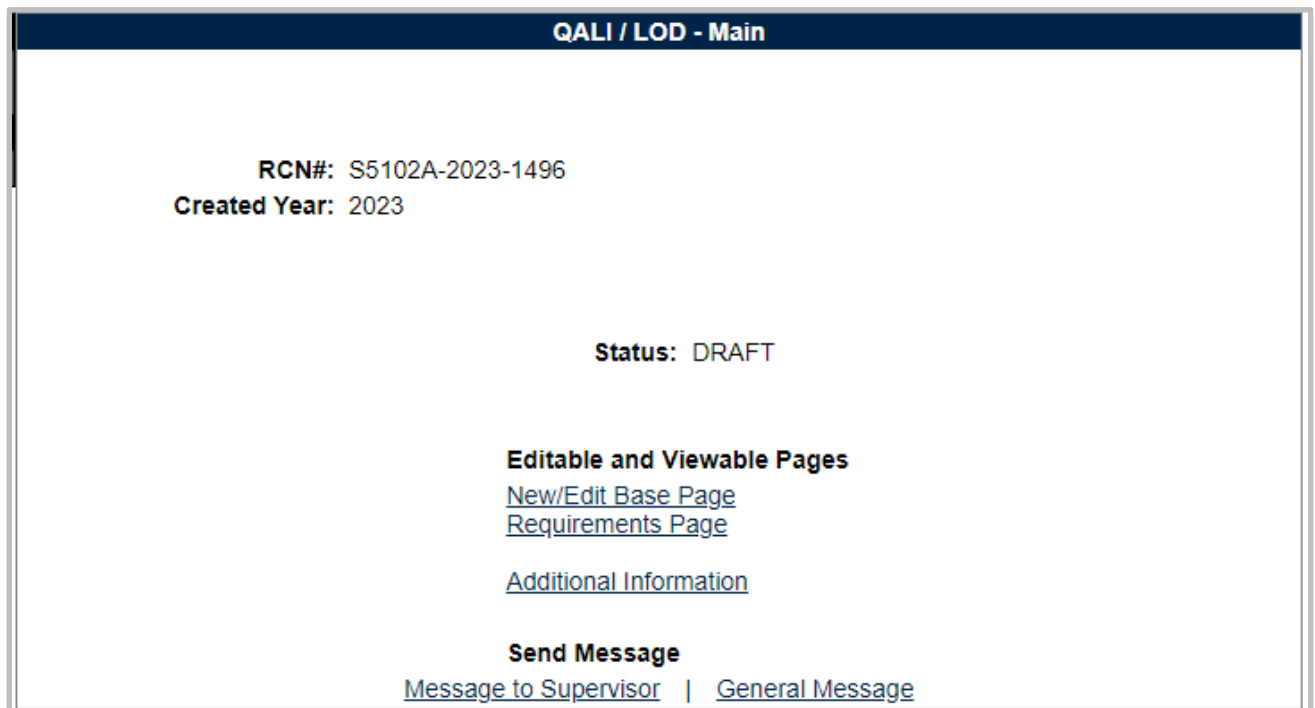 QALI / LOD - Main
RCN#: S5102A-2023-1496
Created Year: 2023
Status: DRAFT
Editable and Viewable Pages
New/Edit Base Page
Requirements Page
Additional Information
Send Message
Message to Supervisor | General Message